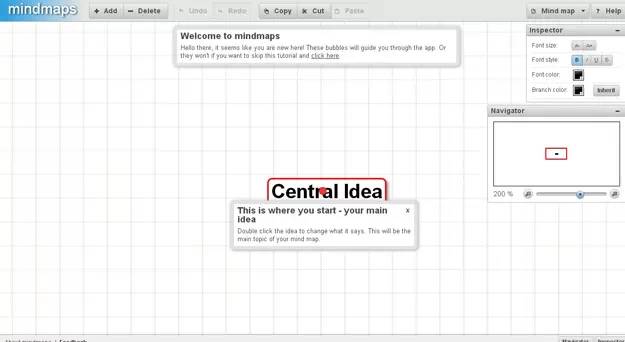 mindmaps
Add Delete Undo Redo Copy Cut Paste Mind map Help
Welcome to mindmaps
Hello there, it seems like you are new here! These bubbles will guide you through the app. Or
they won't if you want to skip this tutorial and click here.
Inspector
Font size: A- A+
Font style: B I U S
Font color:
Branch color: Inherit
Navigator
200 %
Central Idea
This is where you start - your main x
idea
Double click the idea to change what it says. This will be the
main topic of your mind map.
About mindmaps | Feedback Navigator Inspector